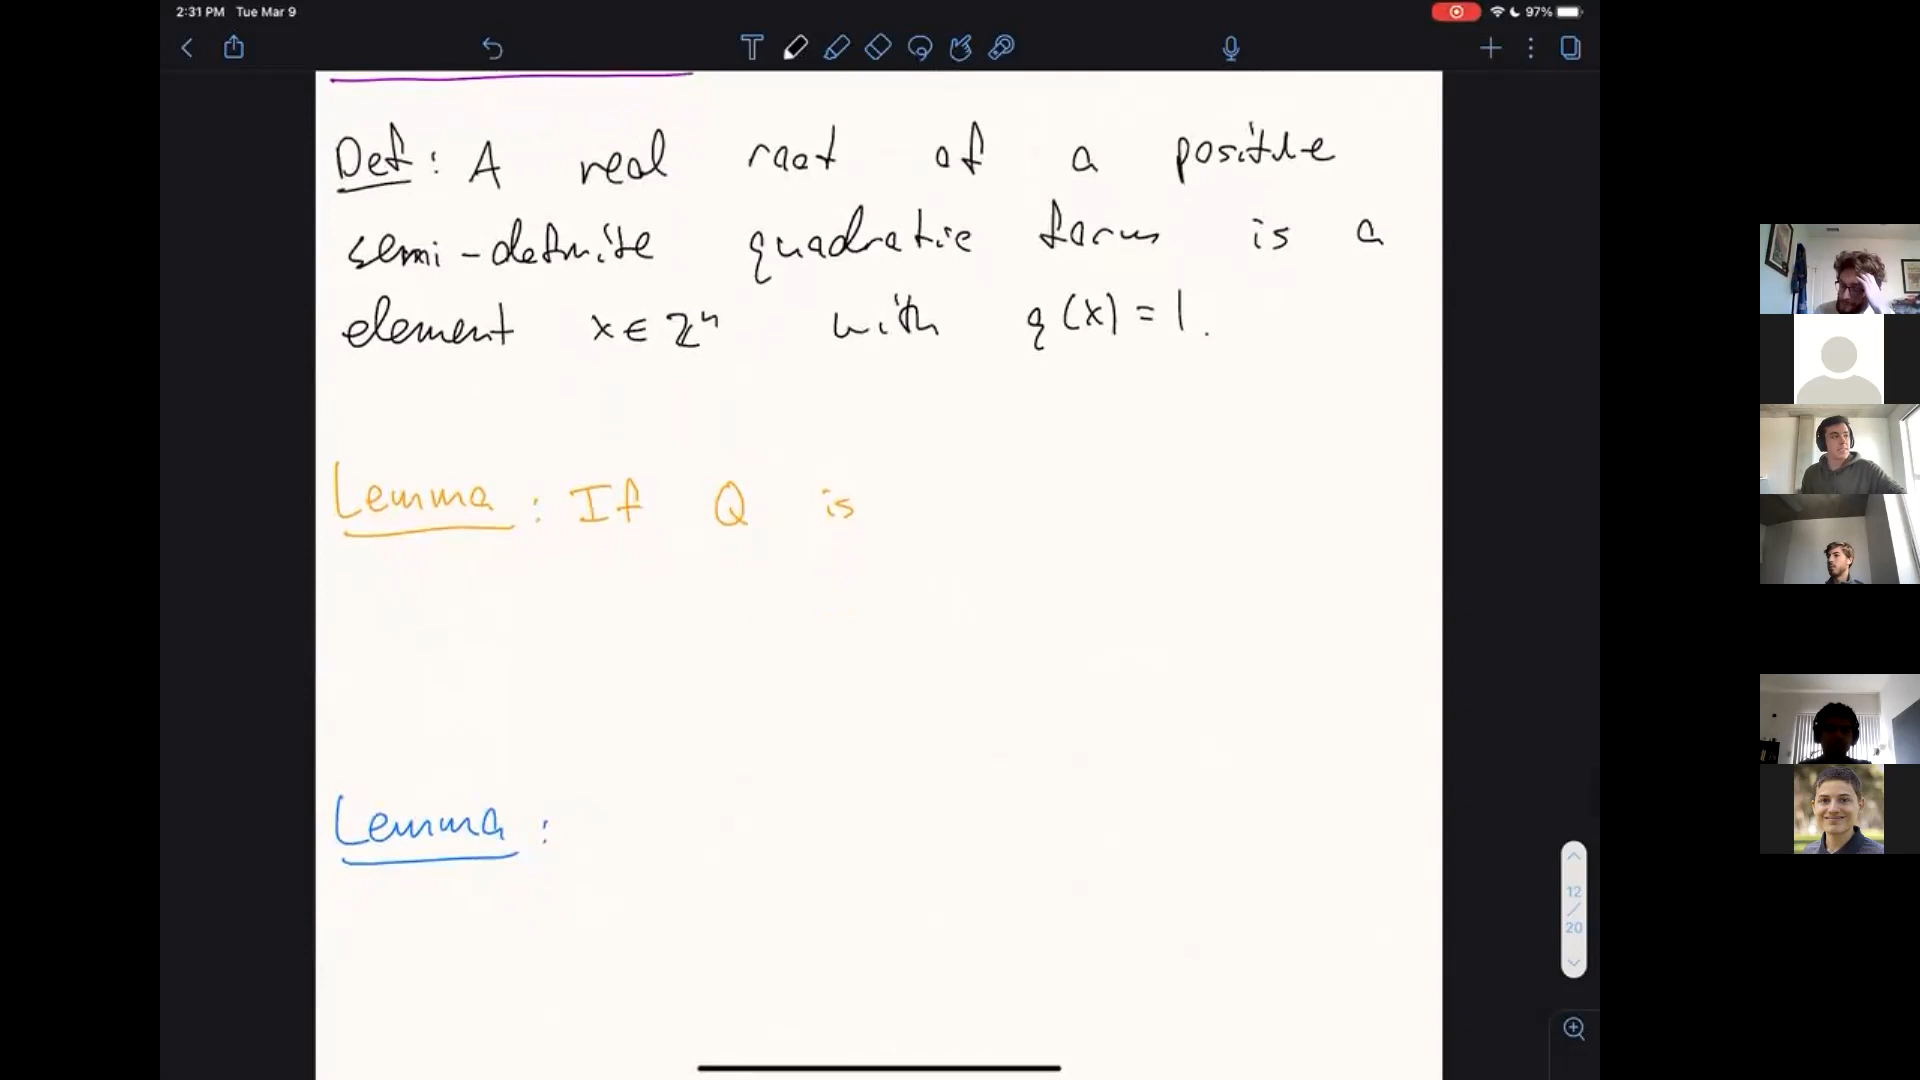 2:31 PM Tue Mar 9
97%
T
Def: A real root of a positive
semi-definite quadratic form is a
element x ∈ ℤⁿ with q(x) = 1.
Lemma: If Q is
12
/
20
Lemma: